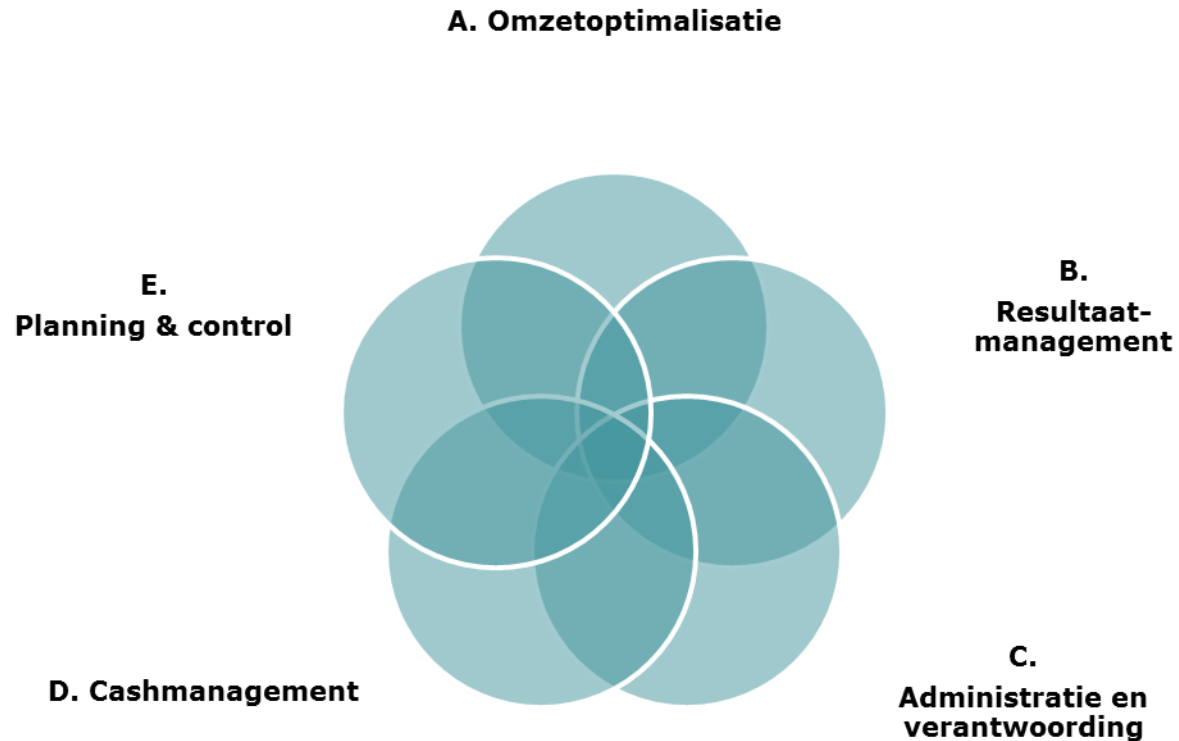 A. Omzetoptimalisatie
B.
Resultaat-
management
C.
Administratie en
verantwoording
D. Cashmanagement
E.
Planning & control